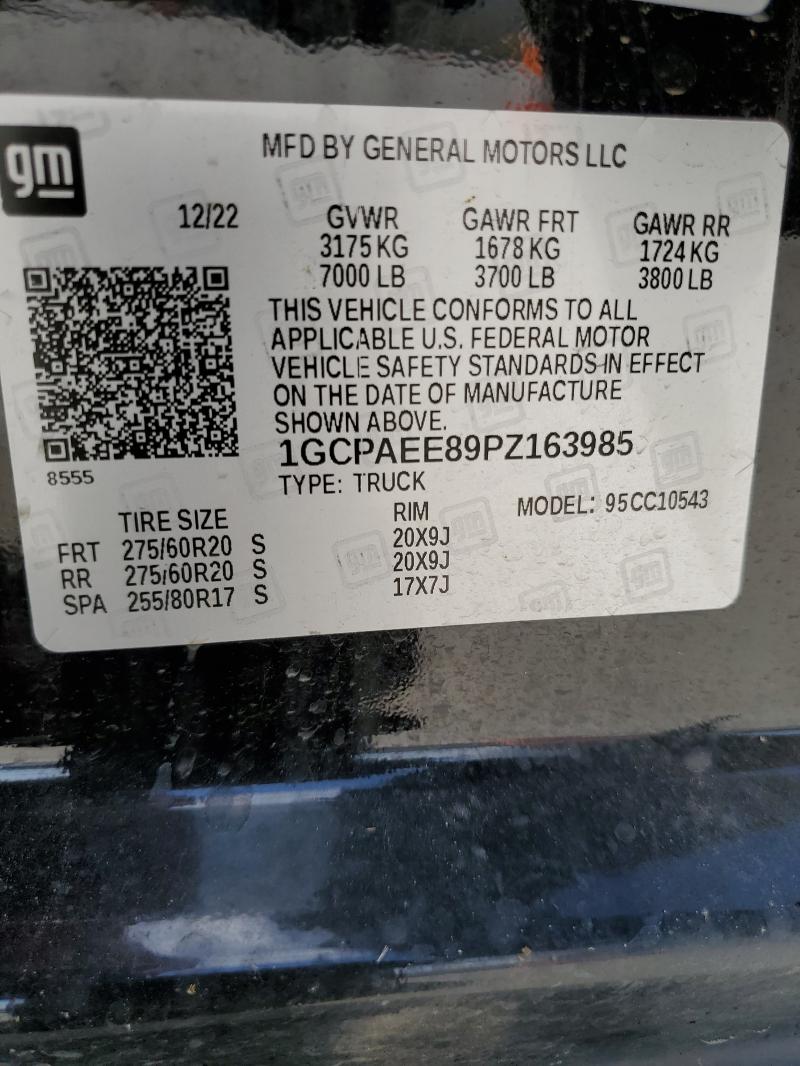 gm
MFD BY GENERAL MOTORS LLC
12/22 GVWR GAWR FRT GAWR RR
3175 KG 1678 KG 1724 KG
7000 LB 3700 LB 3800 LB
THIS VEHICLE CONFORMS TO ALL
APPLICABLE U.S. FEDERAL MOTOR
VEHICLE SAFETY STANDARDS IN EFFECT
ON THE DATE OF MANUFACTURE
SHOWN ABOVE.
1GCPAEE89PZ163985
8555
TYPE: TRUCK
TIRE SIZE RIM MODEL: 95CC10543
FRT 275/60R20 S 20X9J
RR 275/60R20 S 20X9J
SPA 255/80R17 S 17X7J